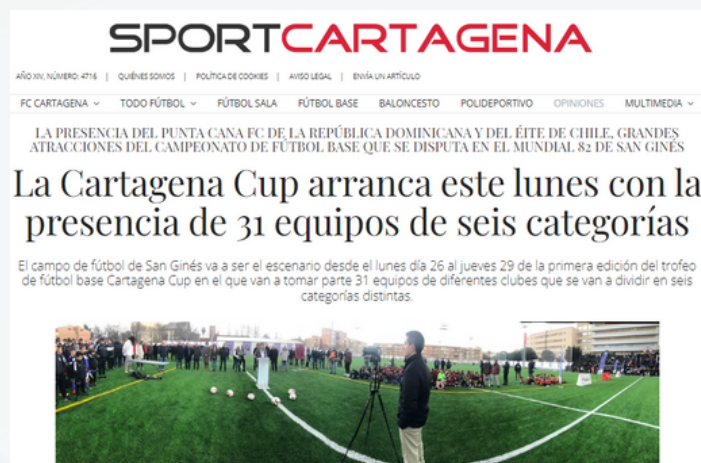 SPORTCARTAGENA
AÑO XIV, NÚMERO: 4716 | QUIÉNES SOMOS | POLÍTICA DE COOKIES | AVISO LEGAL | ENVÍA UN ARTÍCULO
FC CARTAGENA TODO FÚTBOL FÚTBOL SALA FÚTBOL BASE BALONCESTO POLIDEPORTIVO OPINIONES MULTIMEDIA
LA PRESENCIA DEL PUNTA CANA FC DE LA REPÚBLICA DOMINICANA Y DEL ÉITE DE CHILE, GRANDES
ATRACCIONES DEL CAMPEONATO DE FÚTBOL BASE QUE SE DISPUTA EN EL MUNDIAL 82 DE SAN GINÉS
La Cartagena Cup arranca este lunes con la
presencia de 31 equipos de seis categorías
El campo de fútbol de San Ginés va a ser el escenario desde el lunes día 26 al jueves 29 de la primera edición del trofeo
de fútbol base Cartagena Cup en el que van a tomar parte 31 equipos de diferentes clubes que se van a dividir en seis
categorías distintas.